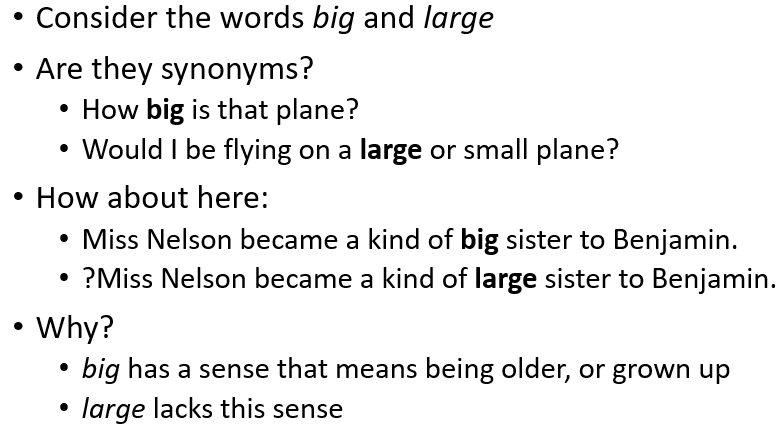 • Consider the words big and large
• Are they synonyms?
• How big is that plane?
• Would I be flying on a large or small plane?
• How about here:
• Miss Nelson became a kind of big sister to Benjamin.
• ?Miss Nelson became a kind of large sister to Benjamin.
• Why?
• big has a sense that means being older, or grown up
• large lacks this sense